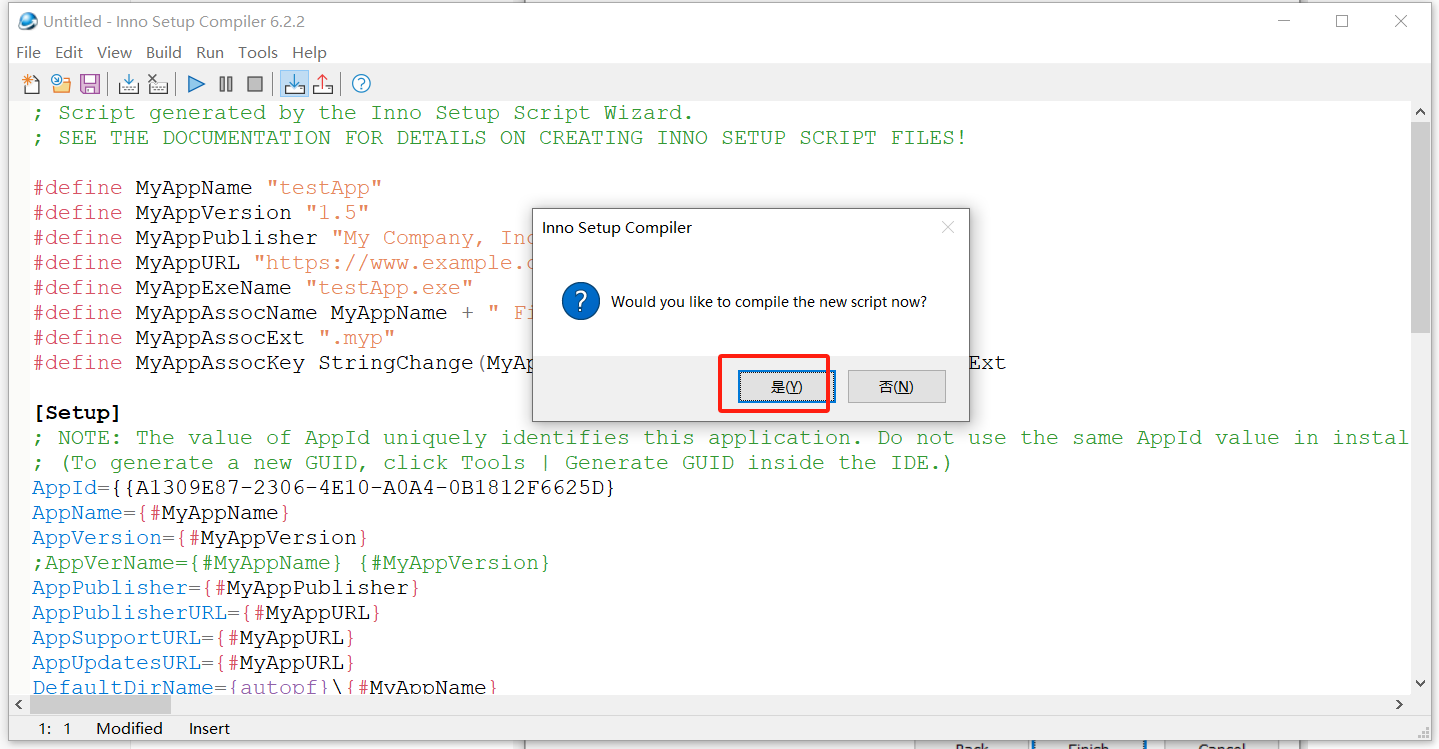 Untitled - Inno Setup Compiler 6.2.2
File Edit View Build Run Tools Help
; Script generated by the Inno Setup Script Wizard.
; SEE THE DOCUMENTATION FOR DETAILS ON CREATING INNO SETUP SCRIPT FILES!
#define MyAppName "testApp"
#define MyAppVersion "1.5"
#define MyAppPublisher "My Company, Inc
#define MyAppURL "https://www.example.c
#define MyAppExeName "testApp.exe"
#define MyAppAssocName MyAppName + " Fi
#define MyAppAssocExt ".myp"
#define MyAppAssocKey StringChange(MyAp Ext
Inno Setup Compiler
Would you like to compile the new script now?
是(Y) 否(N)
[Setup]
; NOTE: The value of AppId uniquely identifies this application. Do not use the same AppId value in instal
; (To generate a new GUID, click Tools | Generate GUID inside the IDE.)
AppId={{A1309E87-2306-4E10-A0A4-0B1812F6625D}
AppName={#MyAppName}
AppVersion={#MyAppVersion}
;AppVerName={#MyAppName} {#MyAppVersion}
AppPublisher={#MyAppPublisher}
AppPublisherURL={#MyAppURL}
AppSupportURL={#MyAppURL}
AppUpdatesURL={#MyAppURL}
DefaultDirName={autopf}\{#MyAppName}
1: 1 Modified Insert
Back Finish Cancel